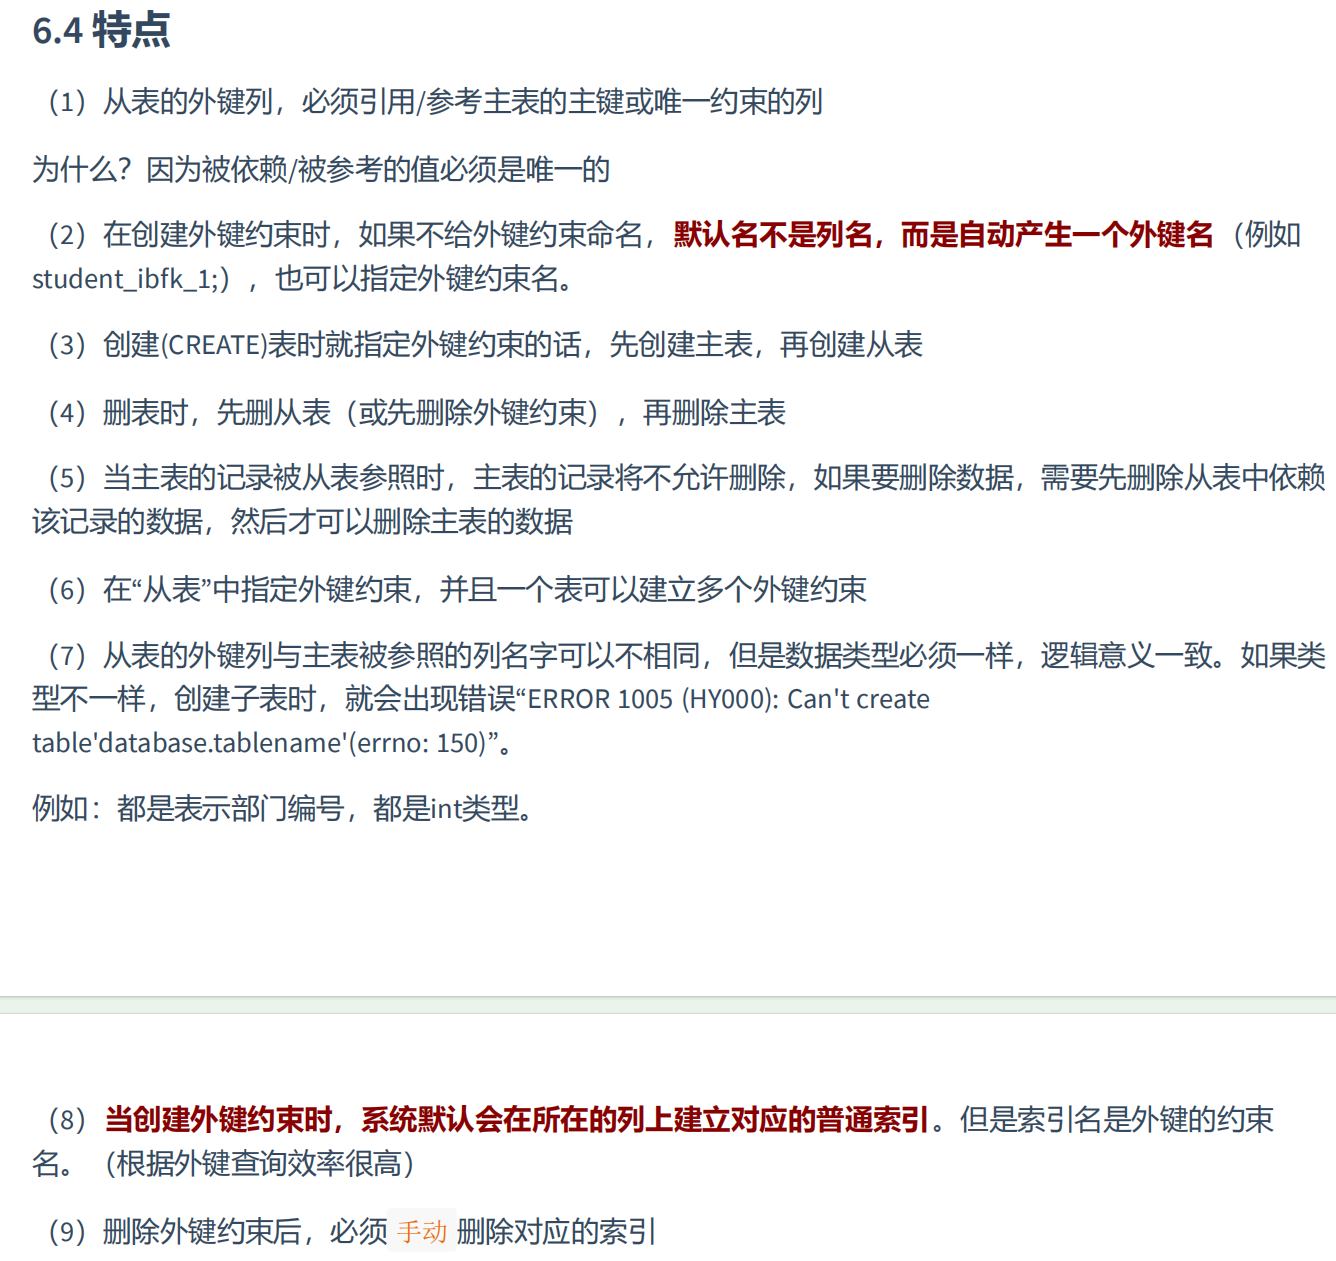 6.4 特点
（1）从表的外键列，必须引用/参考主表的主键或唯一约束的列
为什么？因为被依赖/被参考的值必须是唯一的
（2）在创建外键约束时，如果不给外键约束命名，默认名不是列名，而是自动产生一个外键名（例如
student_ibfk_1;），也可以指定外键约束名。
（3）创建(CREATE)表时就指定外键约束的话，先创建主表，再创建从表
（4）删表时，先删从表（或先删除外键约束），再删除主表
（5）当主表的记录被从表参照时，主表的记录将不允许删除，如果要删除数据，需要先删除从表中依赖
该记录的数据，然后才可以删除主表的数据
（6）在“从表”中指定外键约束，并且一个表可以建立多个外键约束
（7）从表的外键列与主表被参照的列名字可以不相同，但是数据类型必须一样，逻辑意义一致。如果类
型不一样，创建子表时，就会出现错误“ERROR 1005 (HY000): Can't create
table'database.tablename'(errno: 150)”。
例如：都是表示部门编号，都是int类型。
（8）当创建外键约束时，系统默认会在所在的列上建立对应的普通索引。但是索引名是外键的约束
名。（根据外键查询效率很高）
（9）删除外键约束后，必须 手动 删除对应的索引